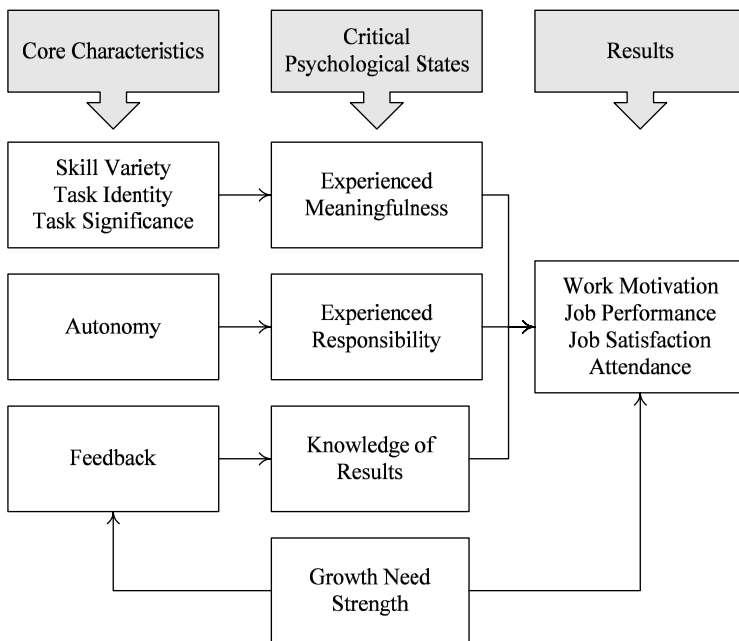 Core Characteristics
Critical
Psychological States
Results
Skill Variety
Task Identity
Task Significance
Experienced
Meaningfulness
Autonomy
Experienced
Responsibility
Work Motivation
Job Performance
Job Satisfaction
Attendance
Feedback
Knowledge of
Results
Growth Need
Strength